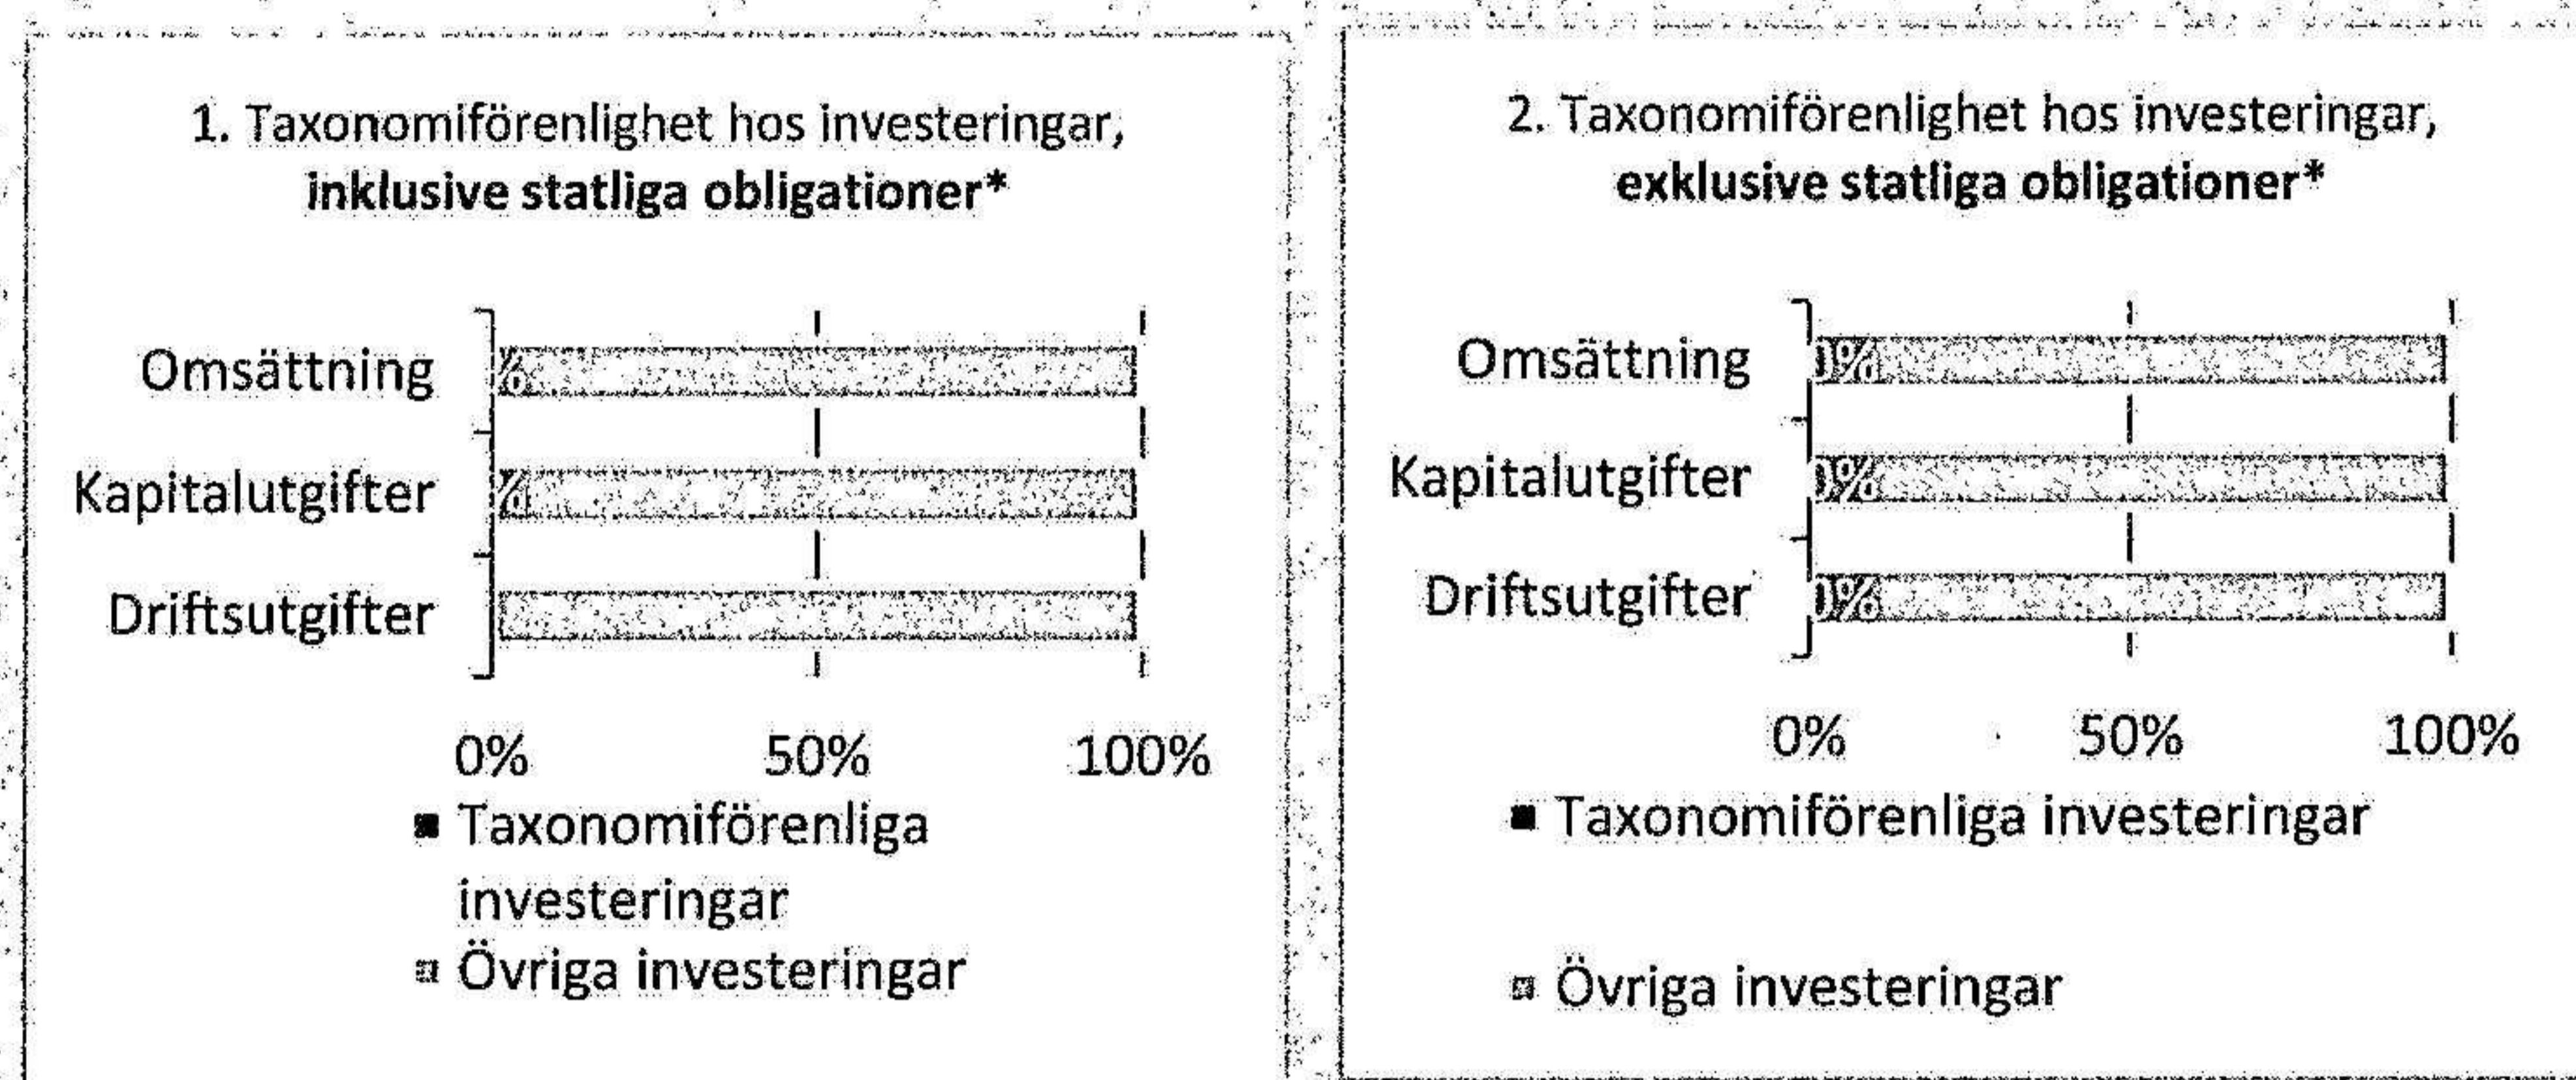 1. Taxonomiförenlighet hos investeringar,
inklusive statliga obligationer*
Omsättning
%
Kapitalutgifter
%
Driftsutgifter
0% 50% 100%
Taxonomiförenliga
investeringar
Övriga investeringar
2. Taxonomiförenlighet hos investeringar,
exklusive statliga obligationer*
Omsättning
Kapitalutgifter
Driftsutgifter
0% 50% 100%
Taxonomiförenliga investeringar
Övriga investeringar